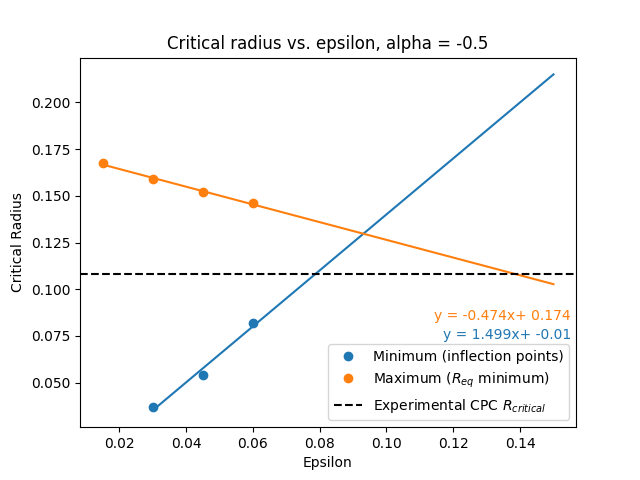 Critical radius vs. epsilon, alpha = -0.5
Critical Radius
0.200
0.175
0.150
0.125
0.100
0.075
0.050
y = -0.474x+ 0.174
y = 1.499x+ -0.01
Minimum (inflection points)
Maximum (R_eq minimum)
Experimental CPC R_critical
0.02 0.04 0.06 0.08 0.10 0.12 0.14
Epsilon